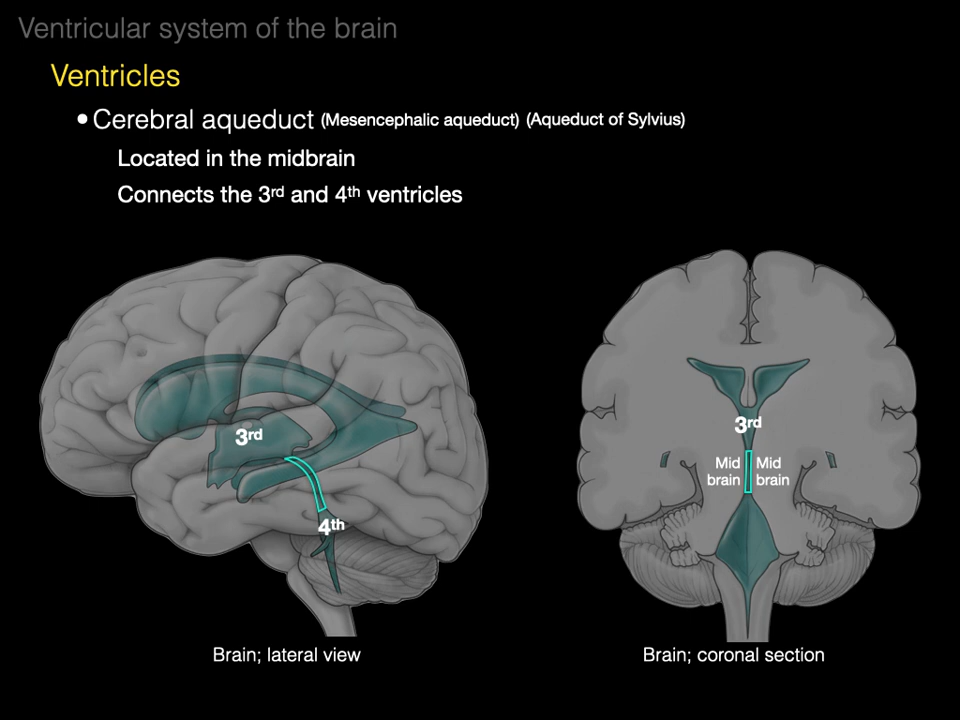 Ventricular system of the brain
Ventricles
• Cerebral aqueduct (Mesencephalic aqueduct) (Aqueduct of Sylvius)
Located in the midbrain
Connects the 3rd and 4th ventricles
3rd
4th
Brain; lateral view
3rd
Mid brain
Mid brain
Brain; coronal section